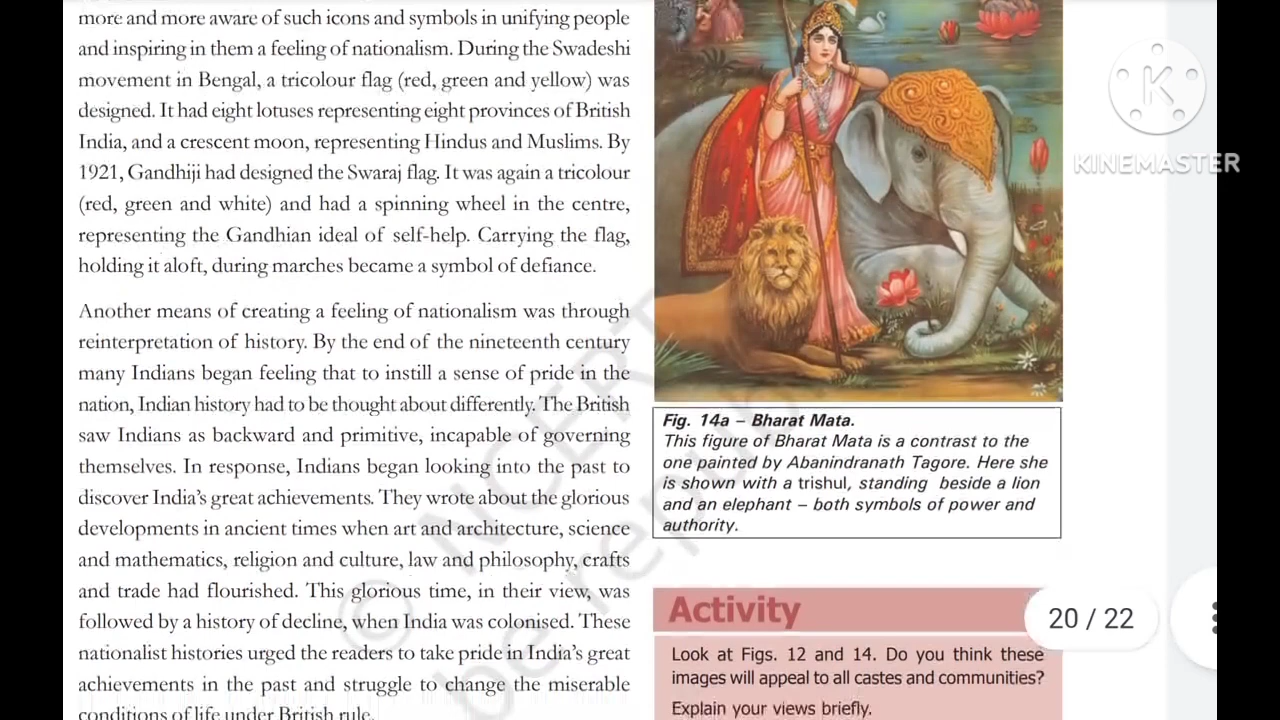 more and more aware of such icons and symbols in unifying people
and inspiring in them a feeling of nationalism. During the Swadeshi
movement in Bengal, a tricolour flag (red, green and yellow) was
designed. It had eight lotuses representing eight provinces of British
India, and a crescent moon, representing Hindus and Muslims. By
1921, Gandhiji had designed the Swaraj flag. It was again a tricolour
(red, green and white) and had a spinning wheel in the centre,
representing the Gandhian ideal of self-help. Carrying the flag,
holding it aloft, during marches became a symbol of defiance.
Another means of creating a feeling of nationalism was through
reinterpretation of history. By the end of the nineteenth century
many Indians began feeling that to instill a sense of pride in the
nation, Indian history had to be thought about differently. The British
saw Indians as backward and primitive, incapable of governing
themselves. In response, Indians began looking into the past to
discover India's great achievements. They wrote about the glorious
developments in ancient times when art and architecture, science
and mathematics, religion and culture, law and philosophy, crafts
and trade had flourished. This glorious time, in their view, was
followed by a history of decline, when India was colonised. These
nationalist histories urged the readers to take pride in India's great
achievements in the past and struggle to change the miserable
conditions of life under British rule.
K
KINEMASTER
Fig. 14a – Bharat Mata.
This figure of Bharat Mata is a contrast to the
one painted by Abanindranath Tagore. Here she
is shown with a trishul, standing beside a lion
and an elephant – both symbols of power and
authority.
Activity
20 / 22
Look at Figs. 12 and 14. Do you think these
images will appeal to all castes and communities?
Explain your views briefly.
© NCERT
be republ